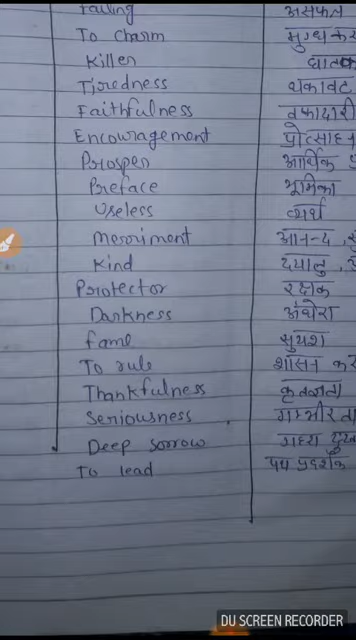 Failing असफल
To Charm मुग्ध कर
Killer घातक
Tiredness थकावट
Faithfulness वफादारी
Encouragement प्रोत्साहन
Prosper आर्थिक
Preface भूमिका
Useless व्यर्थ
Merriment आनन्द,
Kind दयालु,
Protector रक्षक
Darkness अंधेरा
fame सुयश
To rule शासन कर
Thankfulness कृतज्ञता
Seriousness गम्भीरता
Deep sorrow
To lead पथ प्रदर्शक
DU SCREEN RECORDER